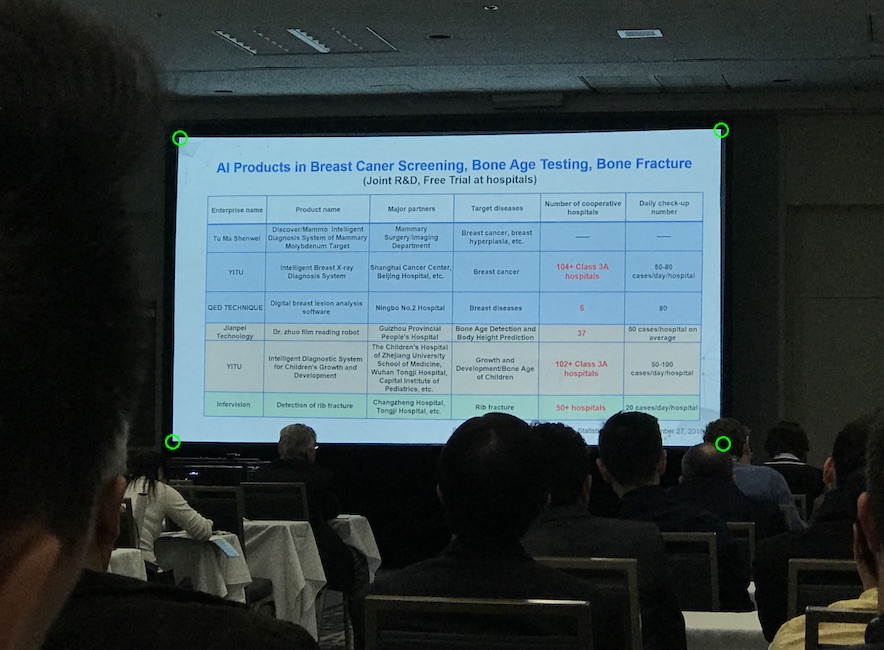 AI Products in Breast Caner Screening, Bone Age Testing, Bone Fracture
(Joint R&D, Free Trial at hospitals)
Enterprise name Product name Major partners Target diseases Number of cooperative hospitals Daily check-up number
Tu Ma Shenwei Discover/Mammo: Intelligent Diagnosis System of Mammary Molybdenum Target Mammary Surgery/Imaging Department Breast cancer, breast hyperplasia, etc. —— ——
YITU Intelligent Breast X-ray Diagnosis System Shanghai Cancer Center, Beijing Hospital, etc. Breast cancer 104+ Class 3A hospitals 50-80 cases/day/hospital
QED TECHNIQUE Digital breast lesion analysis software Ningbo No.2 Hospital Breast diseases 6 80
Jianpei Technology Dr. zhuo film reading robot Guizhou Provincial People's Hospital Bone Age Detection and Body Height Prediction 37 50 cases/hospital on average
YITU Intelligent Diagnostic System for Children's Growth and Development The Children's Hospital of Zhejiang University School of Medicine, Wuhan Tongji Hospital, Capital Institute of Pediatrics, etc. Growth and Development/Bone Age of Children 102+ Class 3A hospitals 50-100 cases/day/hospital
Infervision Detection of rib fracture Changzheng Hospital, Tongji Hospital, etc. Rib fracture 50+ hospitals 20 cases/day/hospital
27,